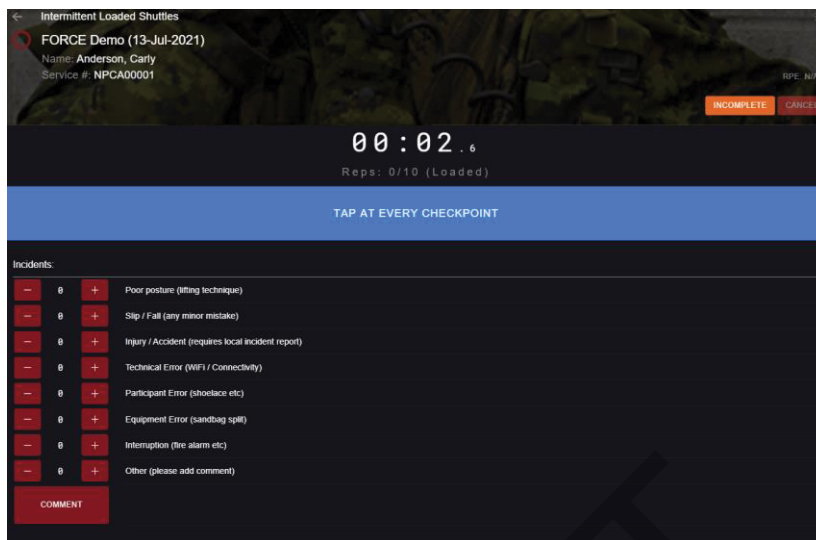 ← Intermittent Loaded Shuttles
FORCE Demo (13-Jul-2021)
Name: Anderson, Carly
Service #: NPCA00001
RPE: N/A
INCOMPLETE CANCEL
00:02.6
Reps: 0/10 (Loaded)
TAP AT EVERY CHECKPOINT
Incidents:
− 0 + Poor posture (lifting technique)
− 0 + Slip / Fall (any minor mistake)
− 0 + Injury / Accident (requires local incident report)
− 0 + Technical Error (WiFi / Connectivity)
− 0 + Participant Error (shoelace etc)
− 0 + Equipment Error (sandbag split)
− 0 + Interruption (fire alarm etc)
− 0 + Other (please add comment)
COMMENT